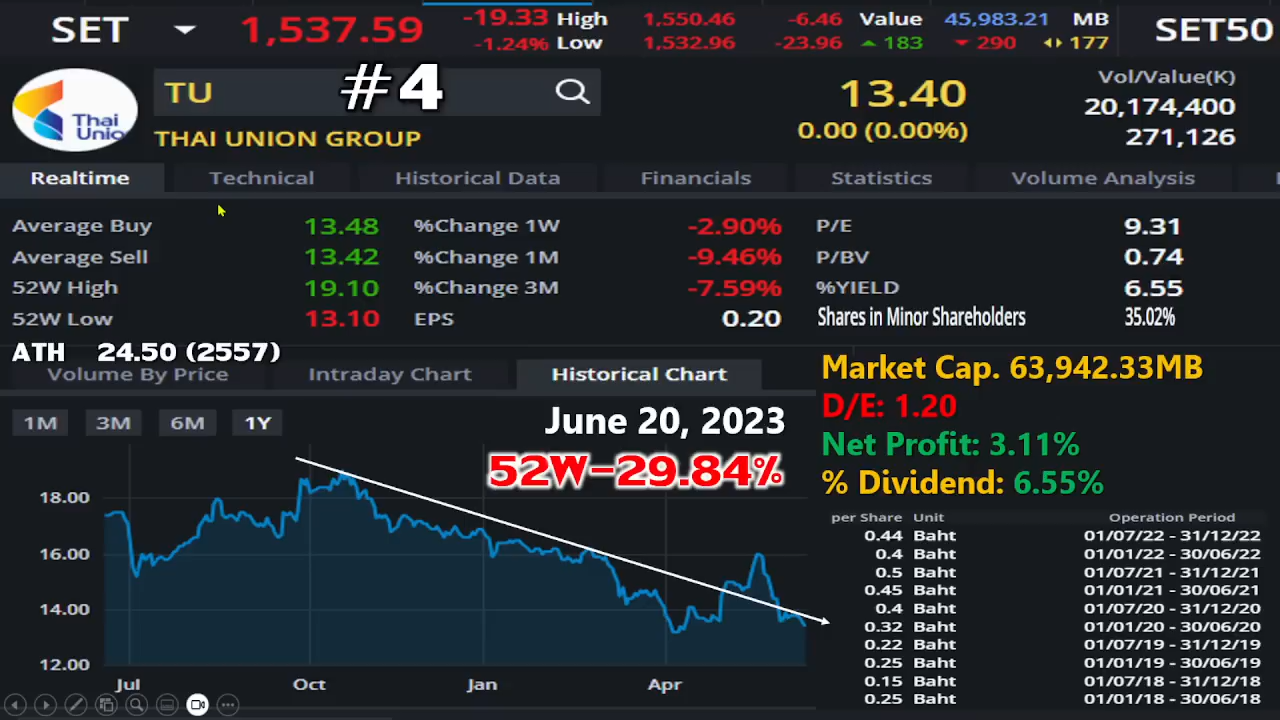 SET 1,537.59 -19.33 High 1,550.46 -6.46 Value 45,983.21 MB SET50
-1.24% Low 1,532.96 -23.96 183 290 177
Thai Union
TU #4 13.40 Vol/Value(K)
0.00 (0.00%) 20,174,400
THAI UNION GROUP 271,126
Realtime Technical Historical Data Financials Statistics Volume Analysis
Average Buy 13.48 %Change 1W -2.90% P/E 9.31
Average Sell 13.42 %Change 1M -9.46% P/BV 0.74
52W High 19.10 %Change 3M -7.59% %YIELD 6.55
52W Low 13.10 EPS 0.20 Shares in Minor Shareholders 35.02%
ATH 24.50 (2557)
Volume By Price Intraday Chart Historical Chart
Market Cap. 63,942.33MB
1M 3M 6M 1Y June 20, 2023
D/E: 1.20
52W-29.84%
Net Profit: 3.11%
% Dividend: 6.55%
18.00
16.00
14.00
12.00
Jul Oct Jan Apr
per Share Unit Operation Period
0.44 Baht 01/07/22 - 31/12/22
0.4 Baht 01/01/22 - 30/06/22
0.5 Baht 01/07/21 - 31/12/21
0.45 Baht 01/01/21 - 30/06/21
0.4 Baht 01/07/20 - 31/12/20
0.32 Baht 01/01/20 - 30/06/20
0.22 Baht 01/07/19 - 31/12/19
0.25 Baht 01/01/19 - 30/06/19
0.15 Baht 01/07/18 - 31/12/18
0.25 Baht 01/01/18 - 30/06/18